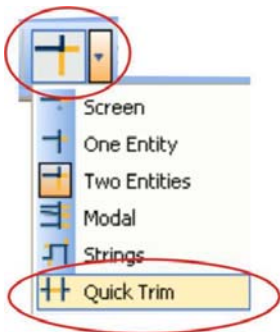 Screen
One Entity
Two Entities
Modal
Strings
Quick Trim